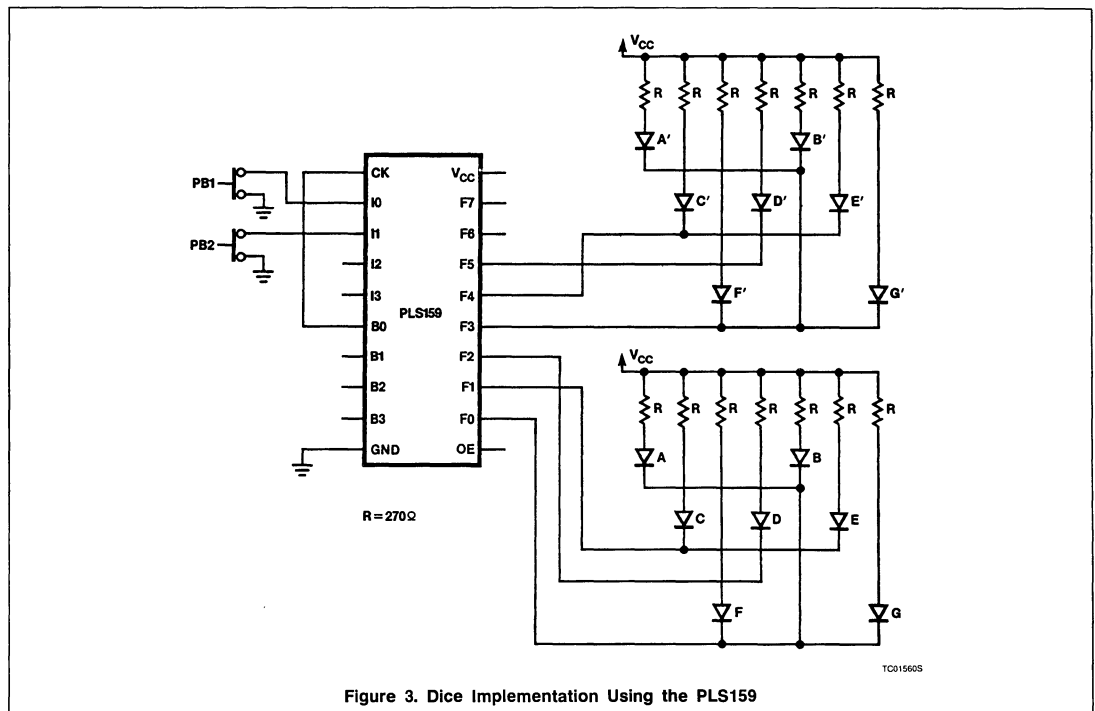 VCC
R R R R R R R
A' B'
PB1
CK VCC
I0 F7
C' D' E'
PB2
I1 F6
I2 F5
I3 F4
F' G'
PLS159
B0 F3
B1 F2
VCC
B2 F1
R R R R R R R
B3 F0
GND OE
A B
R = 270Ω
C D E
F G
TC01560S
Figure 3. Dice Implementation Using the PLS159